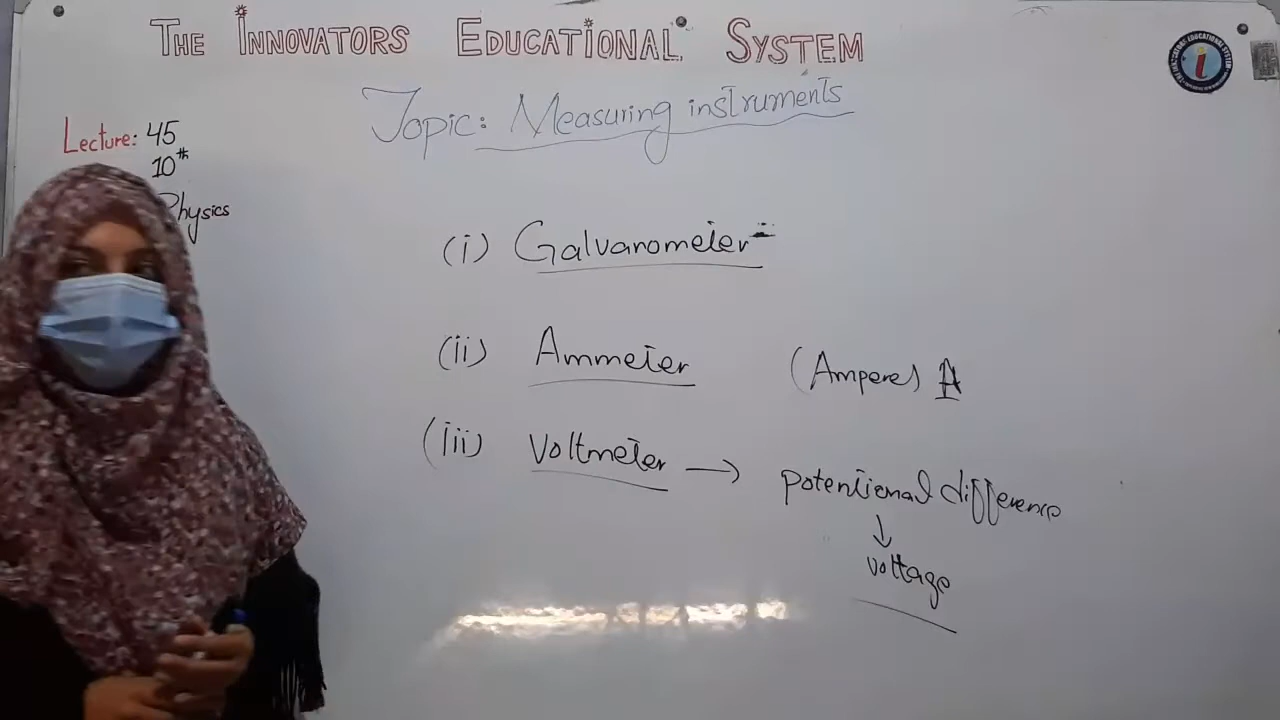 THE INNOVATORS EDUCATIONAL SYSTEM
Topic: Measuring instruments
Lecture: 45
10th
Physics
(i) Galvanometer
(ii) Ammeter (Ampere) A
(iii) Voltmeter → potentional difference
↓
voltage